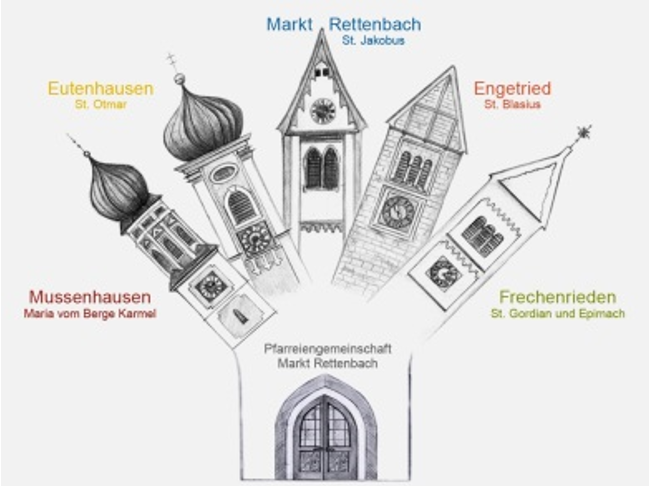 Markt Rettenbach
St. Jakobus
Eutenhausen
St. Otmar
Engetried
St. Blasius
Mussenhausen
Maria vom Berge Karmel
Frechenrieden
St. Gordian und Epimach
Pfarreiengemeinschaft
Markt Rettenbach